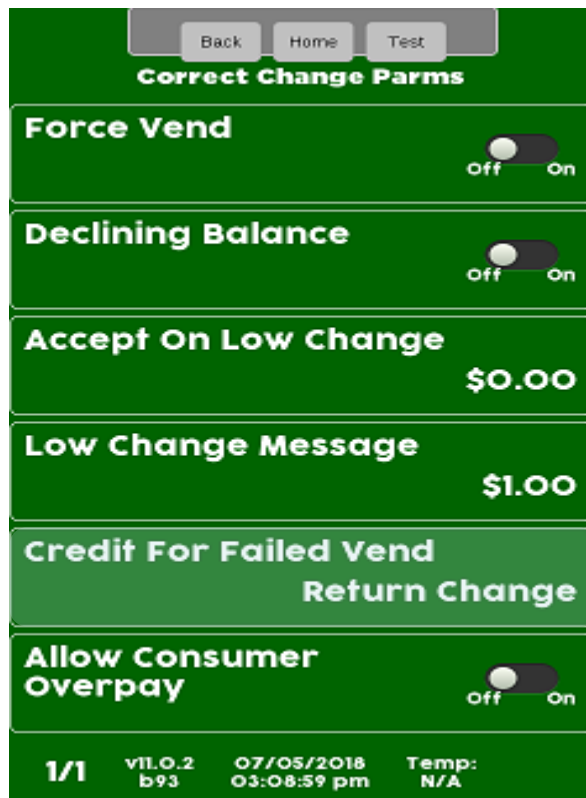 Back Home Test
Correct Change Parms
Force Vend
Off On
Declining Balance
Off On
Accept On Low Change
$0.00
Low Change Message
$1.00
Credit For Failed Vend
Return Change
Allow Consumer
Overpay
Off On
1/1 v11.0.2 07/05/2018 Temp:
b93 03:08:59 pm N/A